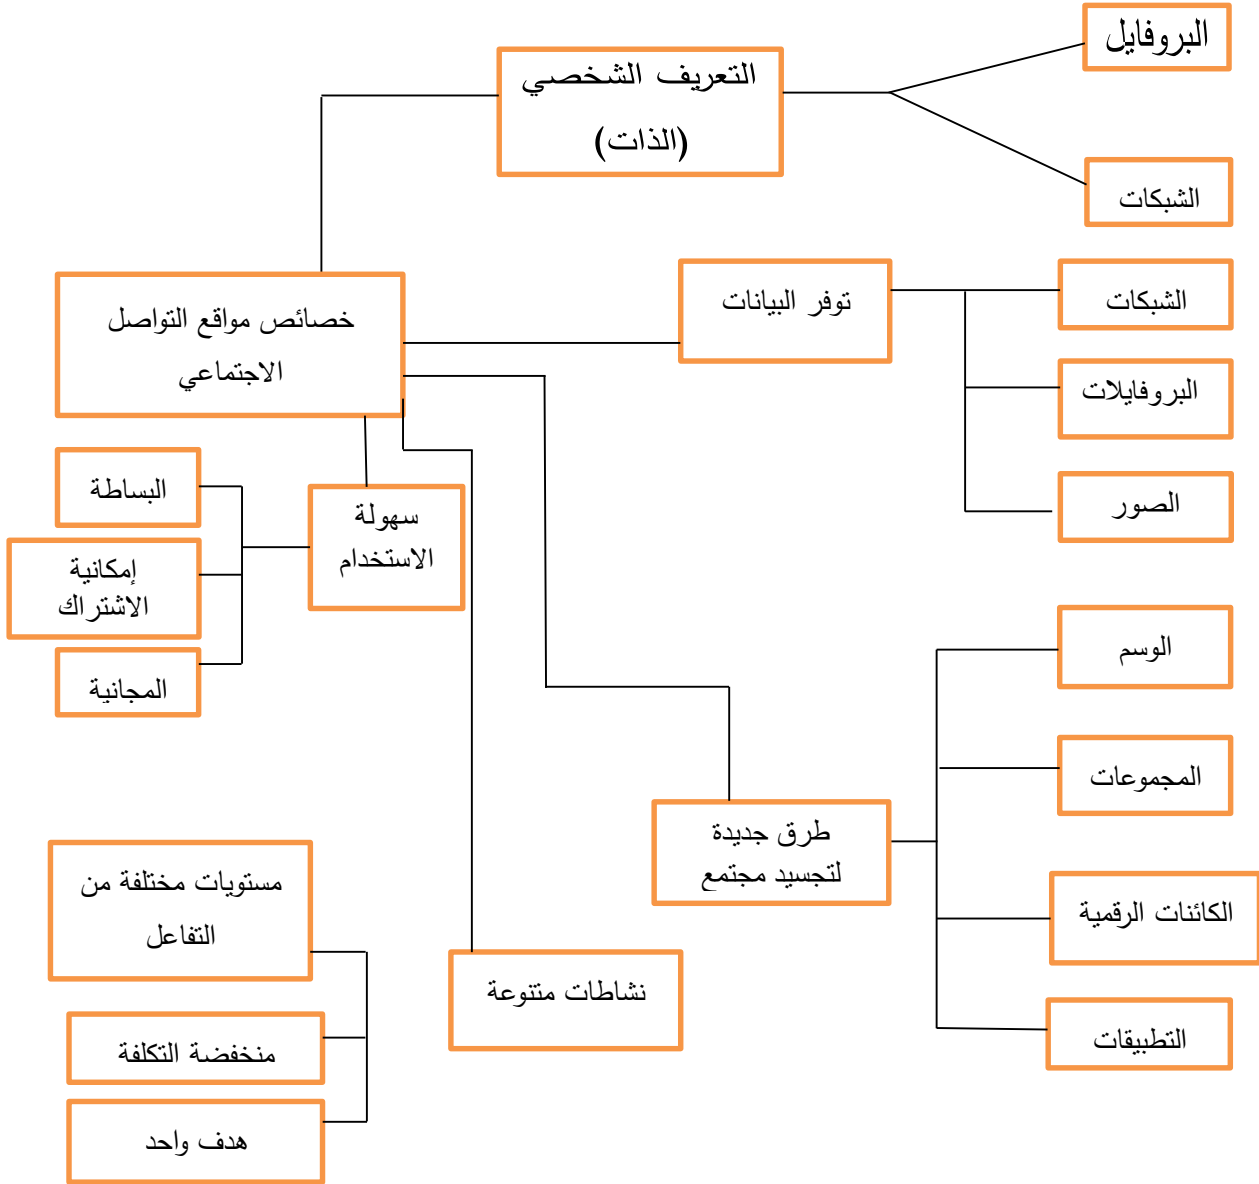 البروفايل
التعريف الشخصي
(الذات)
الشبكات
خصائص مواقع التواصل
الاجتماعي
توفر البيانات
الشبكات
البروفايلات
الصور
سهولة
الاستخدام
البساطة
إمكانية
الاشتراك
المجانية
الوسم
المجموعات
طرق جديدة
لتجسيد مجتمع
الكائنات الرقمية
التطبيقات
مستويات مختلفة من
التفاعل
نشاطات متنوعة
منخفضة التكلفة
هدف واحد